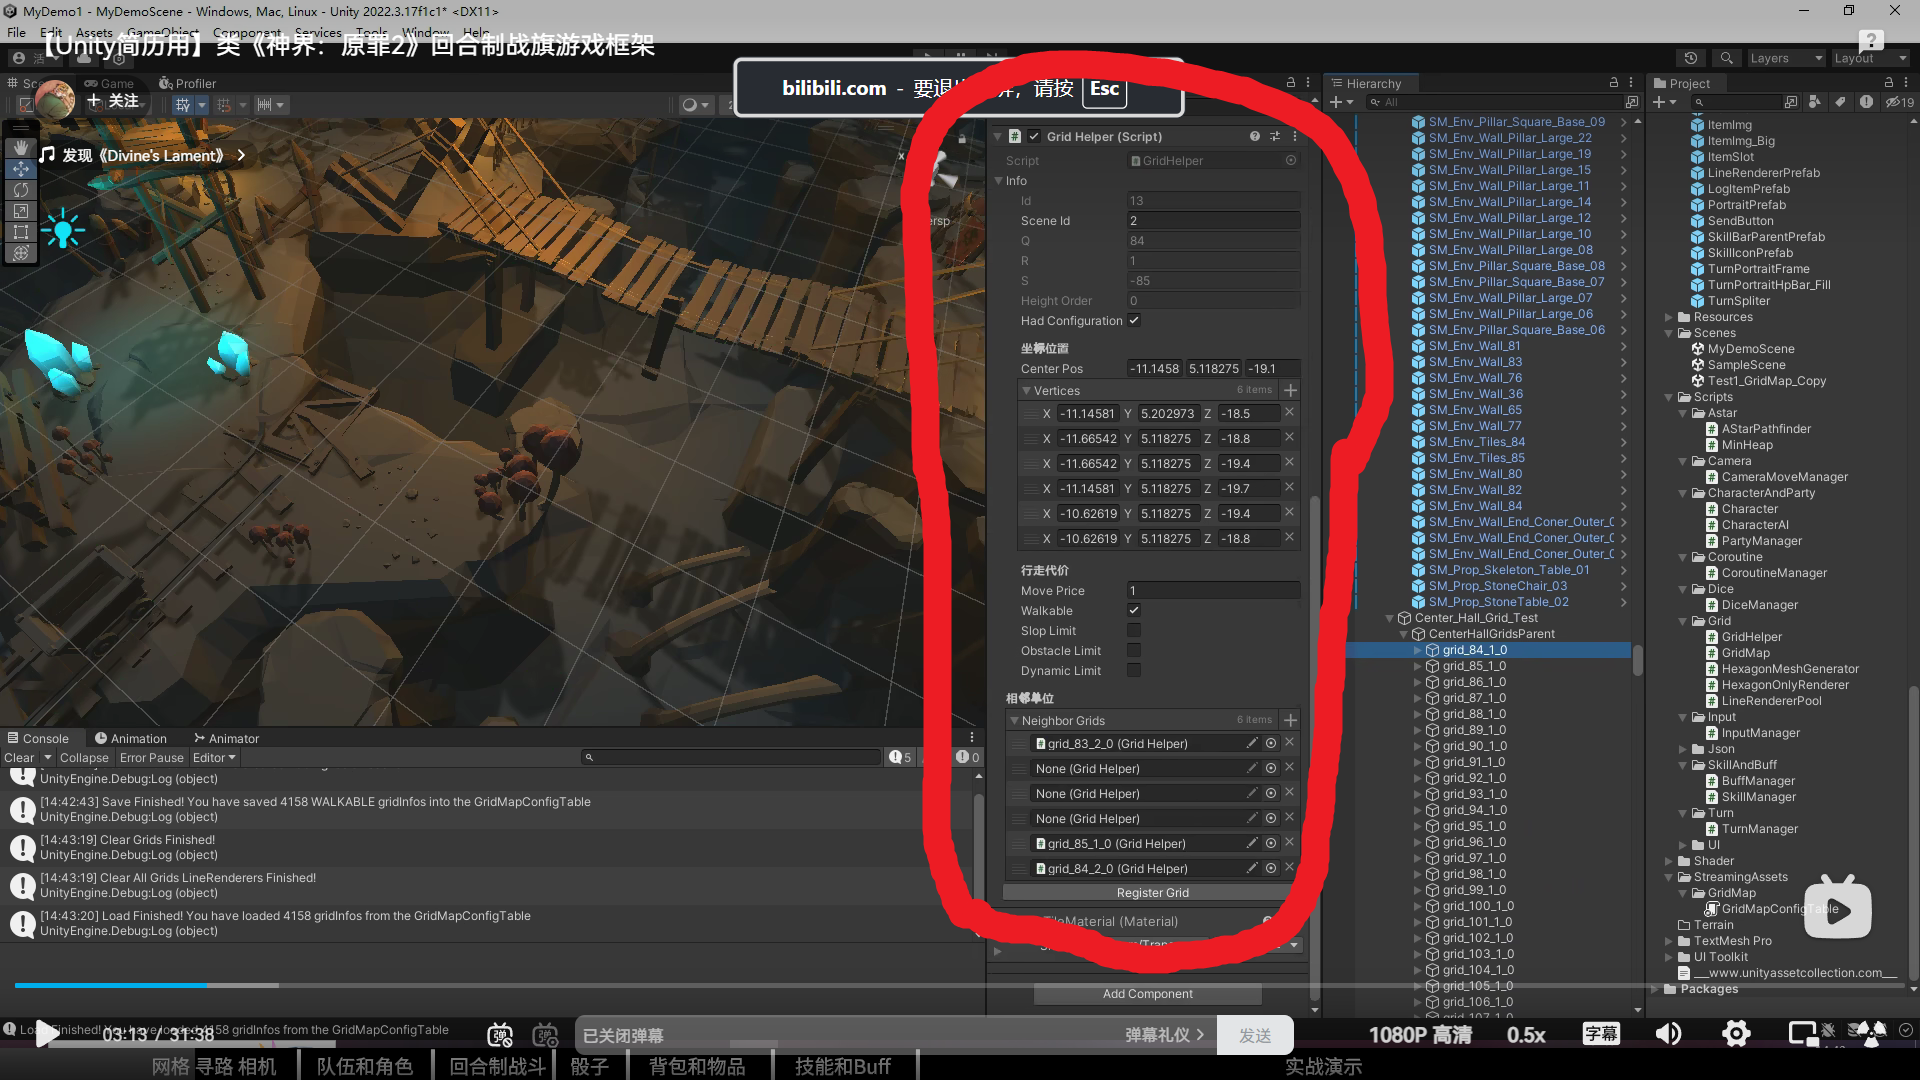 MyDemo1 - MyDemoScene - Windows, Mac, Linux - Unity 2022.3.17f1c1* <DX11>
File Edit Assets GameObject Component Services Tools Window Help
【Unity简历用】类《神界：原罪2》回合制战旗游戏框架
Layers
Layout
Game
Profiler
关注
bilibili.com - 要退
请按 Esc
发现《Divine's Lament》
Grid Helper (Script)
Script GridHelper
Info
Id 13
Scene Id 2
Q 84
R 1
S -85
Height Order 0
Had Configuration
坐标位置
Center Pos -11.1458 5.118275 -19.1
Vertices 6 items
X -11.14581 Y 5.202973 Z -18.5
X -11.66542 Y 5.118275 Z -18.8
X -11.66542 Y 5.118275 Z -19.4
X -11.14581 Y 5.118275 Z -19.7
X -10.62619 Y 5.118275 Z -19.4
X -10.62619 Y 5.118275 Z -18.8
行走代价
Move Price 1
Walkable
Slop Limit
Obstacle Limit
Dynamic Limit
相邻单位
Neighbor Grids 6 items
grid_83_2_0 (Grid Helper)
None (Grid Helper)
None (Grid Helper)
None (Grid Helper)
grid_85_1_0 (Grid Helper)
grid_84_2_0 (Grid Helper)
Register Grid
TileMaterial (Material)
Add Component
Hierarchy
All
SM_Env_Pillar_Square_Base_09
SM_Env_Wall_Pillar_Large_22
SM_Env_Wall_Pillar_Large_19
SM_Env_Wall_Pillar_Large_15
SM_Env_Wall_Pillar_Large_11
SM_Env_Wall_Pillar_Large_14
SM_Env_Wall_Pillar_Large_12
SM_Env_Wall_Pillar_Large_10
SM_Env_Wall_Pillar_Large_08
SM_Env_Pillar_Square_Base_08
SM_Env_Pillar_Square_Base_07
SM_Env_Wall_Pillar_Large_07
SM_Env_Wall_Pillar_Large_06
SM_Env_Pillar_Square_Base_06
SM_Env_Wall_81
SM_Env_Wall_83
SM_Env_Wall_76
SM_Env_Wall_36
SM_Env_Wall_65
SM_Env_Wall_77
SM_Env_Tiles_84
SM_Env_Tiles_85
SM_Env_Wall_80
SM_Env_Wall_82
SM_Env_Wall_84
SM_Env_Wall_End_Coner_Outer_0
SM_Env_Wall_End_Coner_Outer_0
SM_Env_Wall_End_Coner_Outer_0
SM_Prop_Skeleton_Table_01
SM_Prop_StoneChair_03
SM_Prop_StoneTable_02
Center_Hall_Grid_Test
CenterHallGridsParent
grid_84_1_0
grid_85_1_0
grid_86_1_0
grid_87_1_0
grid_88_1_0
grid_89_1_0
grid_90_1_0
grid_91_1_0
grid_92_1_0
grid_93_1_0
grid_94_1_0
grid_95_1_0
grid_96_1_0
grid_97_1_0
grid_98_1_0
grid_99_1_0
grid_100_1_0
grid_101_1_0
grid_102_1_0
grid_103_1_0
grid_104_1_0
grid_105_1_0
grid_106_1_0
Project
19
ItemImg
ItemImg_Big
ItemSlot
LineRendererPrefab
LogItemPrefab
PortraitPrefab
SendButton
SkillBarParentPrefab
SkillIconPrefab
TurnPortraitFrame
TurnPortraitHpBar_Fill
TurnSpliter
Resources
Scenes
MyDemoScene
SampleScene
Test1_GridMap_Copy
Scripts
Astar
AStarPathfinder
MinHeap
Camera
CameraMoveManager
CharacterAndParty
Character
CharacterAI
PartyManager
Coroutine
CoroutineManager
Dice
DiceManager
Grid
GridHelper
GridMap
HexagonMeshGenerator
HexagonOnlyRenderer
LineRendererPool
Input
InputManager
Json
SkillAndBuff
BuffManager
SkillManager
Turn
TurnManager
UI
Shader
StreamingAssets
GridMap
GridMapConfigTable
Terrain
TextMesh Pro
UI Toolkit
__www.unityassetcollection.com__
Packages
Console Animation Animator
Clear Collapse Error Pause Editor 5 0
UnityEngine.Debug:Log (object)
[14:42:43] Save Finished! You have saved 4158 WALKABLE gridInfos into the GridMapConfigTable
UnityEngine.Debug:Log (object)
[14:43:19] Clear Grids Finished!
UnityEngine.Debug:Log (object)
[14:43:19] Clear All Grids LineRenderers Finished!
UnityEngine.Debug:Log (object)
[14:43:20] Load Finished! You have loaded 4158 gridInfos from the GridMapConfigTable
UnityEngine.Debug:Log (object)
Load Finished! You have loaded 4158 gridInfos from the GridMapConfigTable
03:13 / 31:38
已关闭弹幕
弹幕礼仪
发送
1080P 高清
0.5x
字幕
网格 寻路 相机 队伍和角色 回合制战斗 骰子 背包和物品 技能和Buff 实战演示